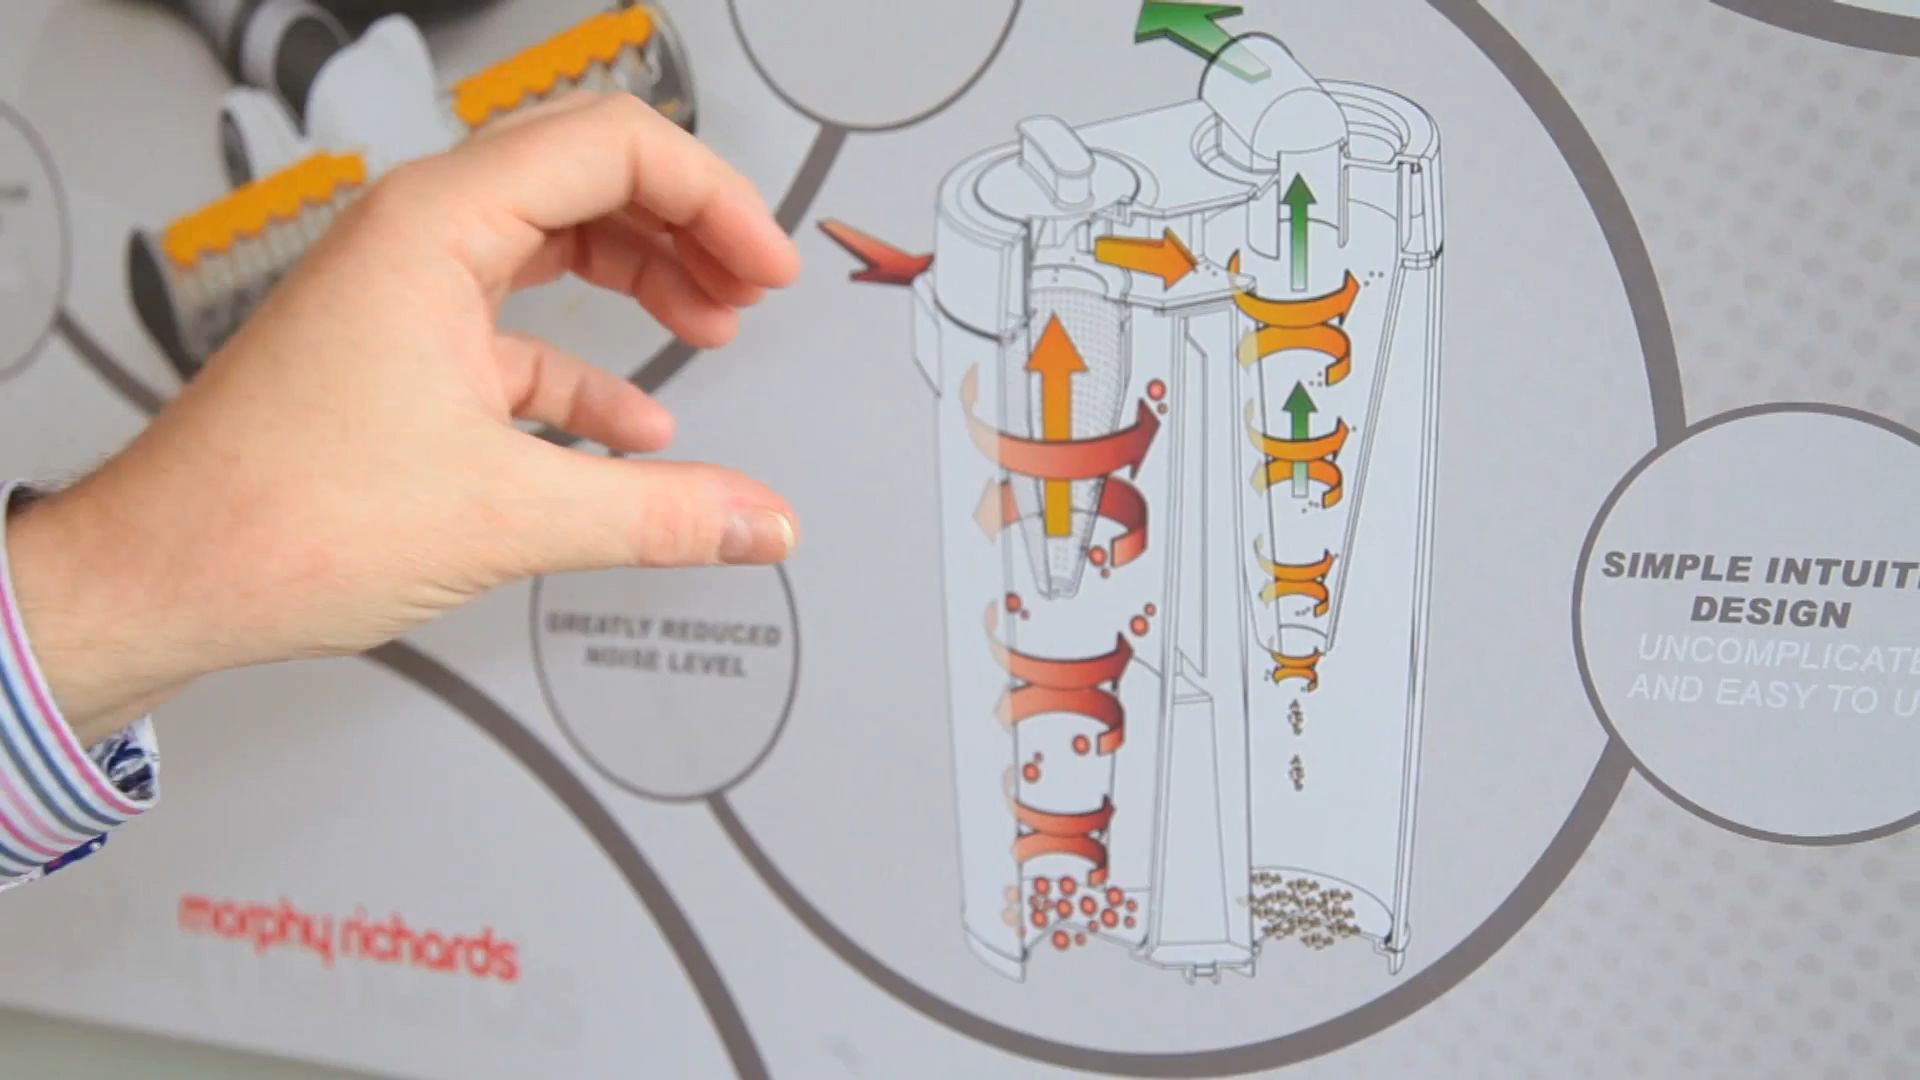 GREATLY REDUCED
NOISE LEVEL
SIMPLE INTUIT
DESIGN
UNCOMPLICATE
AND EASY TO U
morphy richards